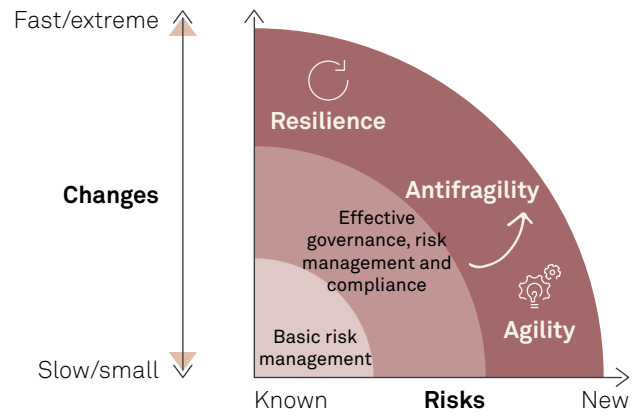 Fast/extreme
Resilience
Changes
Antifragility
Effective
governance, risk
management and
compliance
Agility
Basic risk
management
Slow/small
Known
Risks
New